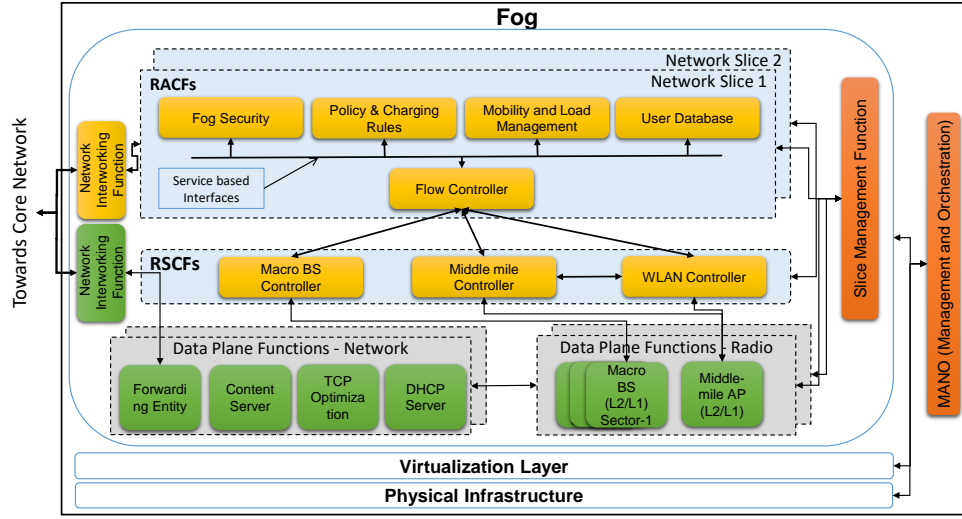 Fog
Network Slice 2
Network Slice 1
RACFs
Fog Security
Policy & Charging
Rules
Mobility and Load
Management
User Database
Service based
Interfaces
Flow Controller
Towards Core Network
Network
Interworking
Function
Network
Interworking
Function
RSCFs
Macro BS
Controller
Middle mile
Controller
WLAN Controller
Slice Management Function
MANO (Management and Orchestration)
Data Plane Functions - Network
Forwardi
ng Entity
Content
Server
TCP
Optimiza
tion
DHCP
Server
Data Plane Functions - Radio
Macro
BS
(L2/L1)
Sector-1
Middle-
mile AP
(L2/L1)
Virtualization Layer
Physical Infrastructure